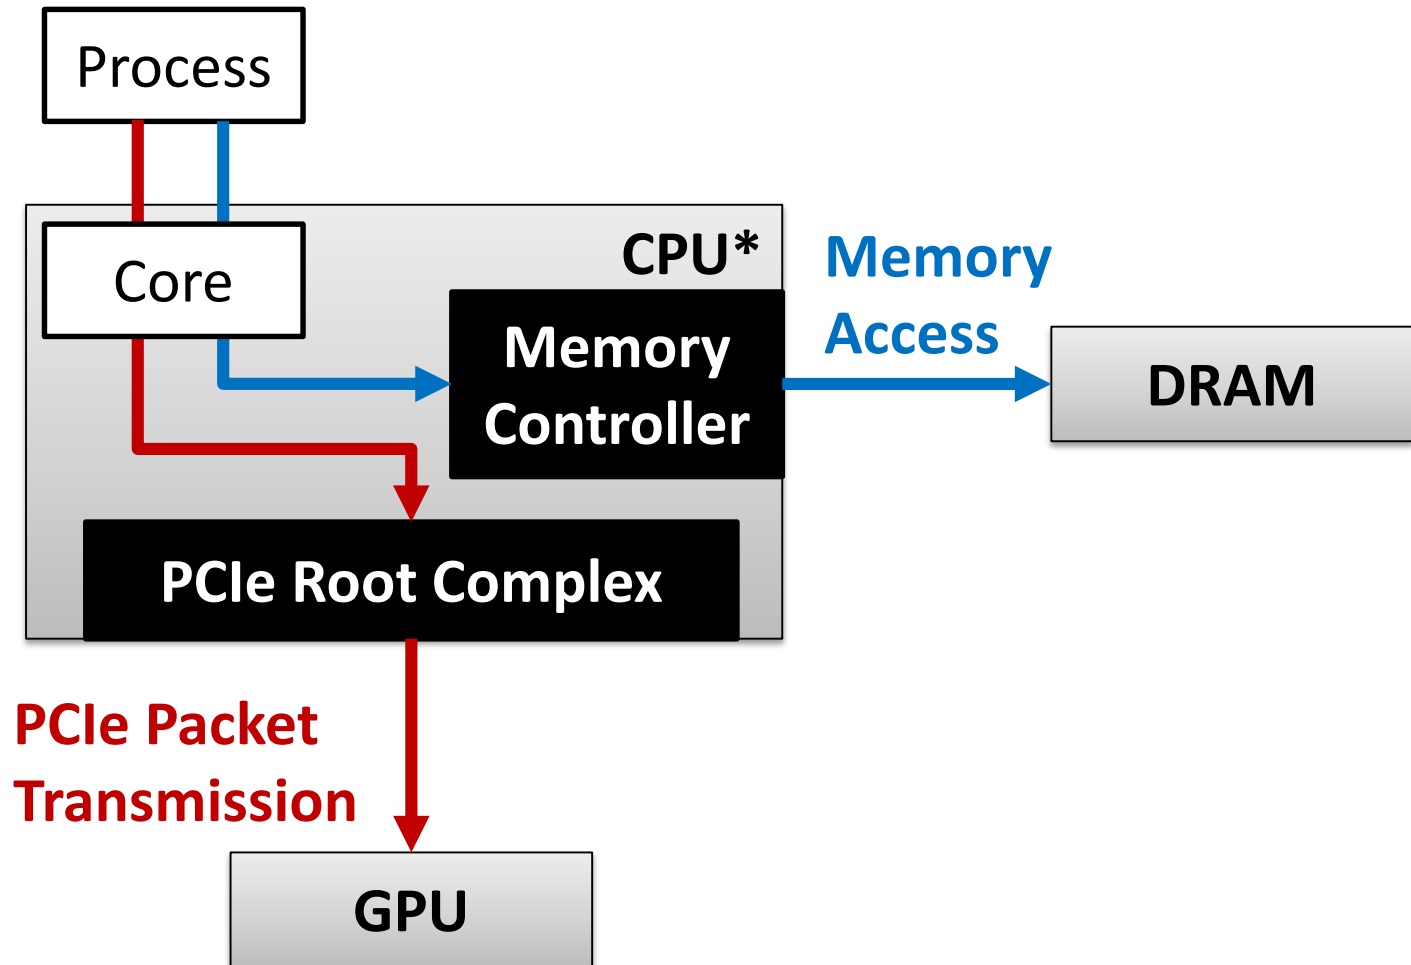 Process
Core
CPU*
Memory
Controller
Memory
Access
DRAM
PCIe Root Complex
PCIe Packet
Transmission
GPU